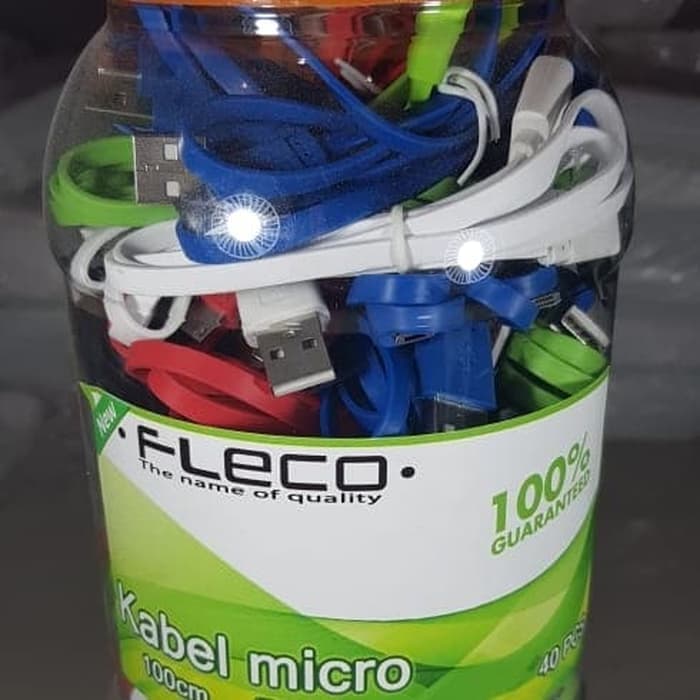 New
FLECO
The name of quality
100%
GUARANTEED
Kabel micro
100cm
40 PCS